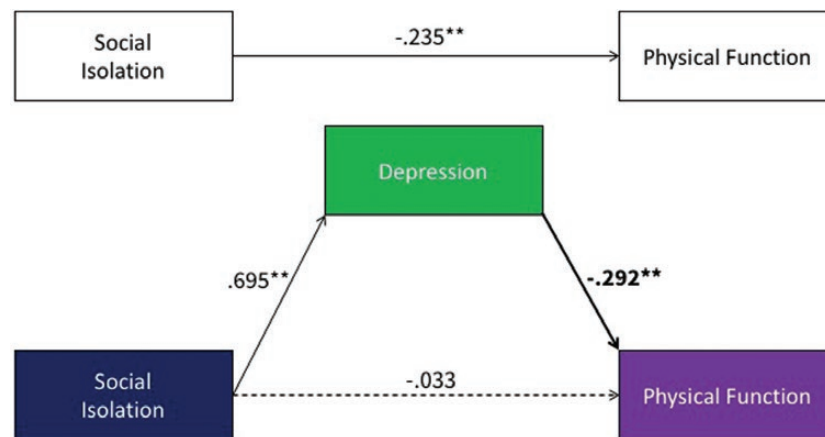 Social
Isolation
-.235**
Physical Function
Depression
.695**
-.292**
Social
Isolation
-.033
Physical Function